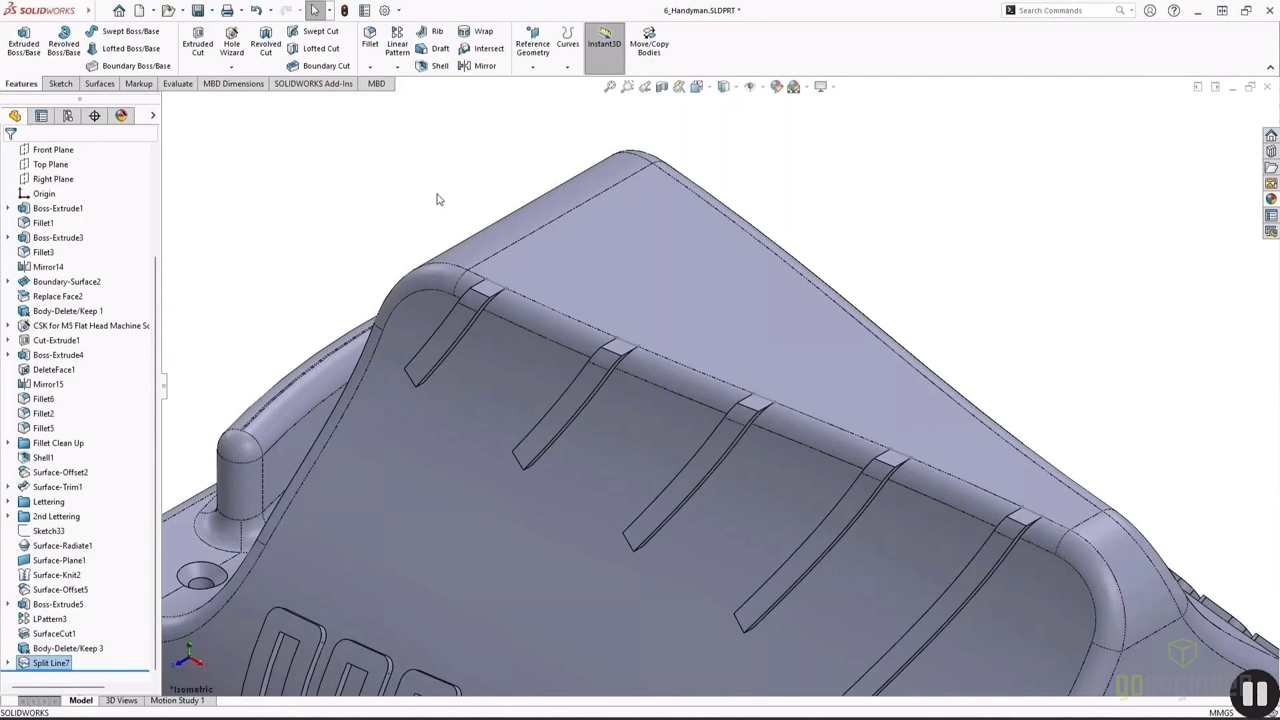 SOLIDWORKS
6_Handyman.SLDPRT *
Search Commands
Extruded Boss/Base
Revolved Boss/Base
Swept Boss/Base
Lofted Boss/Base
Boundary Boss/Base
Extruded Cut
Hole Wizard
Revolved Cut
Swept Cut
Lofted Cut
Boundary Cut
Fillet
Linear Pattern
Rib
Draft
Shell
Wrap
Intersect
Mirror
Reference Geometry
Curves
Instant3D
Move/Copy Bodies
Features
Sketch
Surfaces
Markup
Evaluate
MBD Dimensions
SOLIDWORKS Add-Ins
MBD
Front Plane
Top Plane
Right Plane
Origin
Boss-Extrude1
Fillet1
Boss-Extrude3
Fillet3
Mirror14
Boundary-Surface2
Replace Face2
Body-Delete/Keep 1
CSK for M5 Flat Head Machine Sc
Cut-Extrude1
Boss-Extrude4
DeleteFace1
Mirror15
Fillet6
Fillet2
Fillet5
Fillet Clean Up
Shell1
Surface-Offset2
Surface-Trim1
Lettering
2nd Lettering
Sketch33
Surface-Radiate1
Surface-Plane1
Surface-Knit2
Surface-Offset5
Boss-Extrude5
LPattern3
SurfaceCut1
Body-Delete/Keep 3
Split Line7
*Isometric
goengineer
Model
3D Views
Motion Study 1
SOLIDWORKS
MMGS